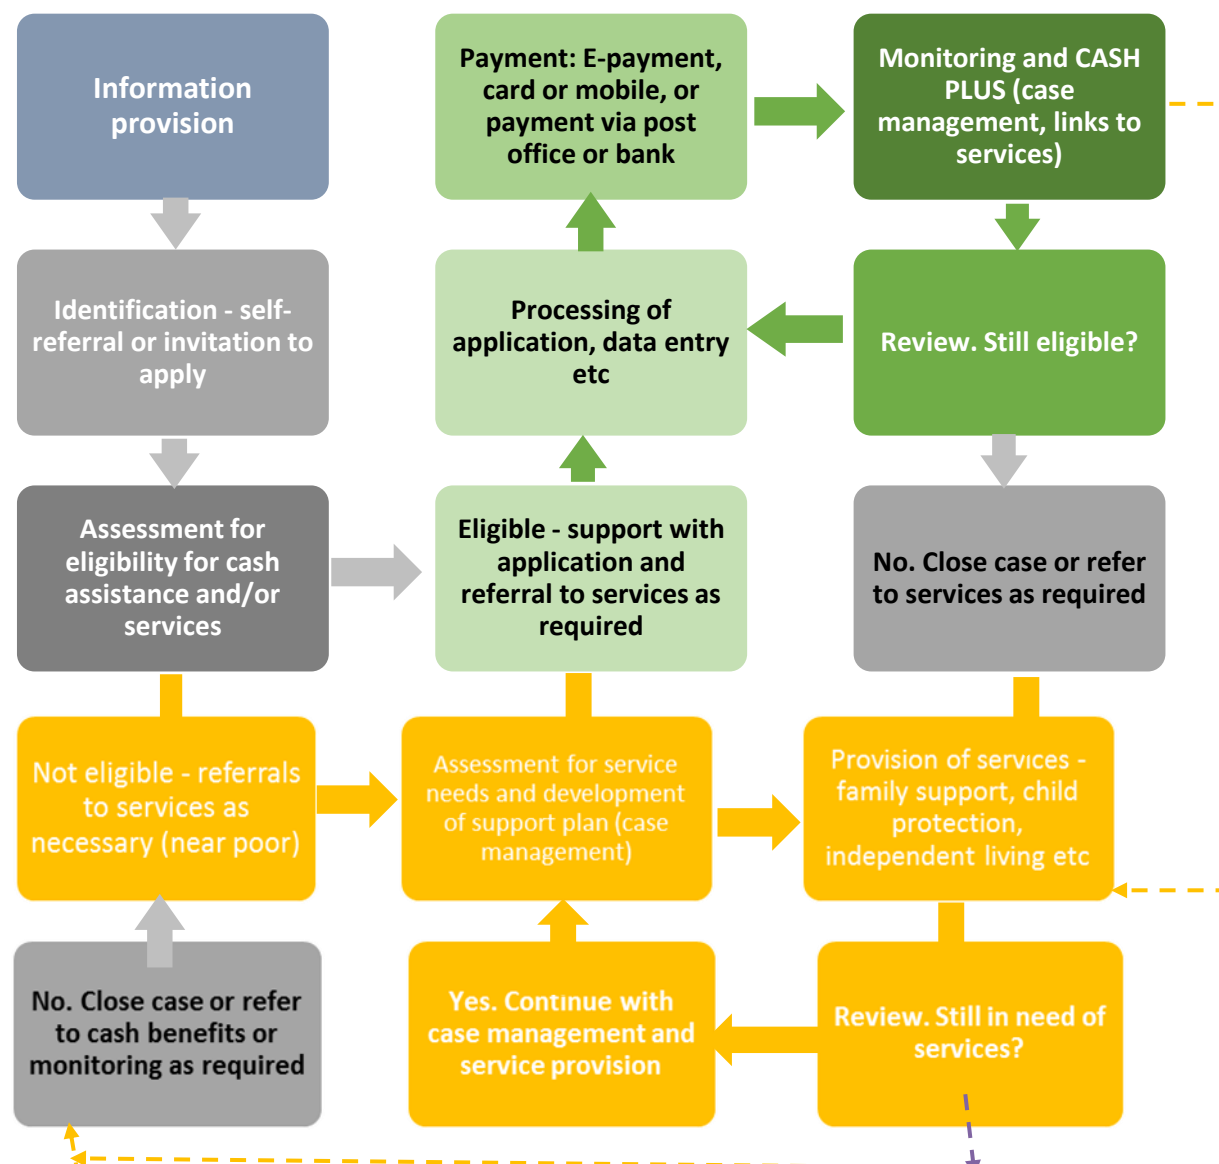 Information
provision
Payment: E-payment,
card or mobile, or
payment via post
office or bank
Monitoring and CASH
PLUS (case
management, links to
services)
Identification - self-
referral or invitation to
apply
Processing of
application, data entry
etc
Review. Still eligible?
Assessment for
eligibility for cash
assistance and/or
services
Eligible - support with
application and
referral to services as
required
No. Close case or refer
to services as required
Not eligible - referrals
to services as
necessary (near poor)
Assessment for service
needs and development
of support plan (case
management)
Provision of services -
family support, child
protection,
independent living etc
No. Close case or refer
to cash benefits or
monitoring as required
Yes. Continue with
case management and
service provision
Review. Still in need of
services?